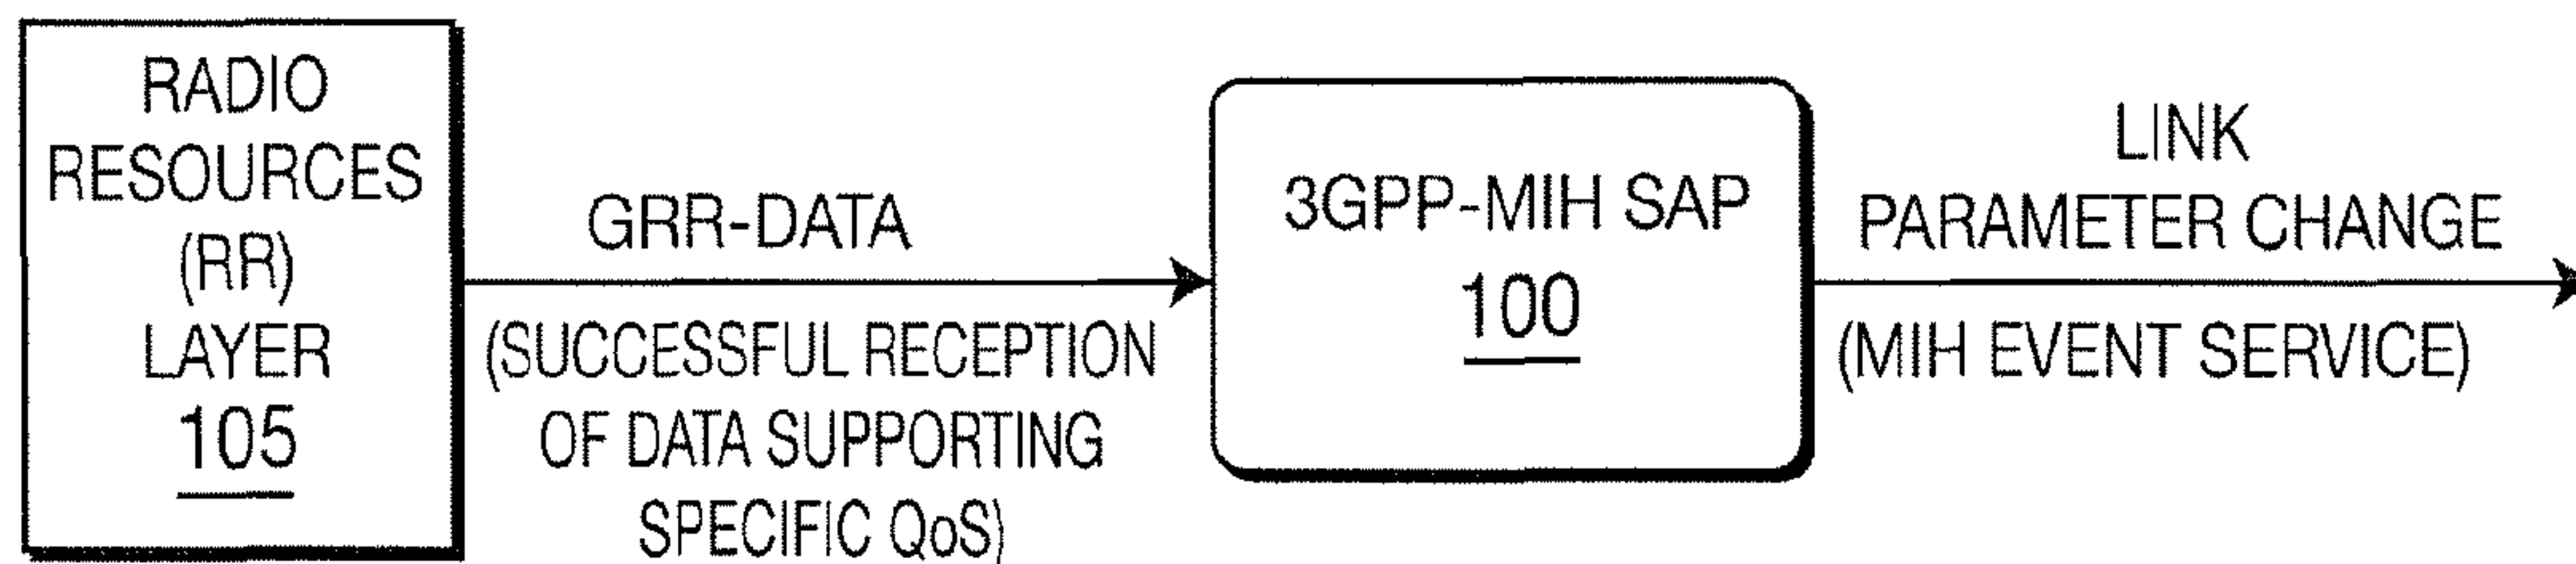 RADIO
RESOURCES
(RR)
LAYER
105
GRR-DATA
(SUCCESSFUL RECEPTION
OF DATA SUPPORTING
SPECIFIC QoS)
3GPP-MIH SAP
100
LINK
PARAMETER CHANGE
(MIH EVENT SERVICE)